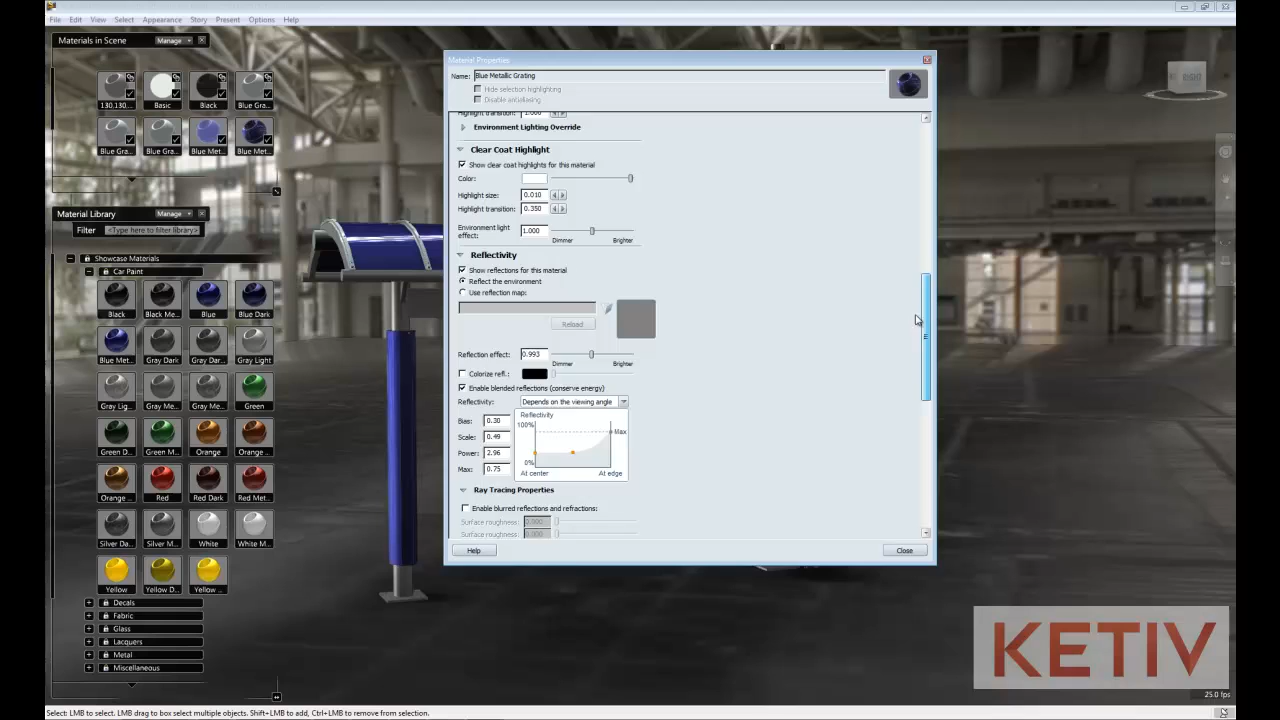 File Edit View Select Appearance Story Present Options Help
Materials in Scene Manage
130,130,... Basic Black Blue Gra...
Blue Gra... Blue Gra... Blue Met... Blue Met...
Material Library Manage
Filter <Type here to filter library>
Showcase Materials
Car Paint
Black Black Me... Blue Blue Dark
Blue Met... Gray Dark Gray Dar... Gray Light
Gray Lig... Gray Me... Gray Me... Green
Green D... Green M... Orange Orange ...
Orange ... Red Red Dark Red Met...
Silver Da... Silver M... White White M...
Yellow Yellow D... Yellow ...
Decals
Fabric
Glass
Lacquers
Metal
Miscellaneous
Material Properties
Name: Blue Metallic Grating
Hide selection highlighting
Disable antialiasing
Highlight transition: 1.000
Environment Lighting Override
Clear Coat Highlight
Show clear coat highlights for this material
Color:
Highlight size: 0.010
Highlight transition: 0.350
Environment light effect: 1.000
Dimmer Brighter
Reflectivity
Show reflections for this material
Reflect the environment
Use reflection map:
Reload
Reflection effect: 0.993
Dimmer Brighter
Colorize refl.:
Enable blended reflections (conserve energy)
Reflectivity: Depends on the viewing angle
Bias: 0.30
Scale: 0.49
Power: 2.96
Max: 0.75
Reflectivity
100%
Max
0%
At center At edge
Ray Tracing Properties
Enable blurred reflections and refractions:
Surface roughness: 0.000
Surface roughness: 0.000
Help Close
KETIV
25.0 fps
Select: LMB to select. LMB drag to box select multiple objects. Shift+LMB to add, Ctrl+LMB to remove from selection.